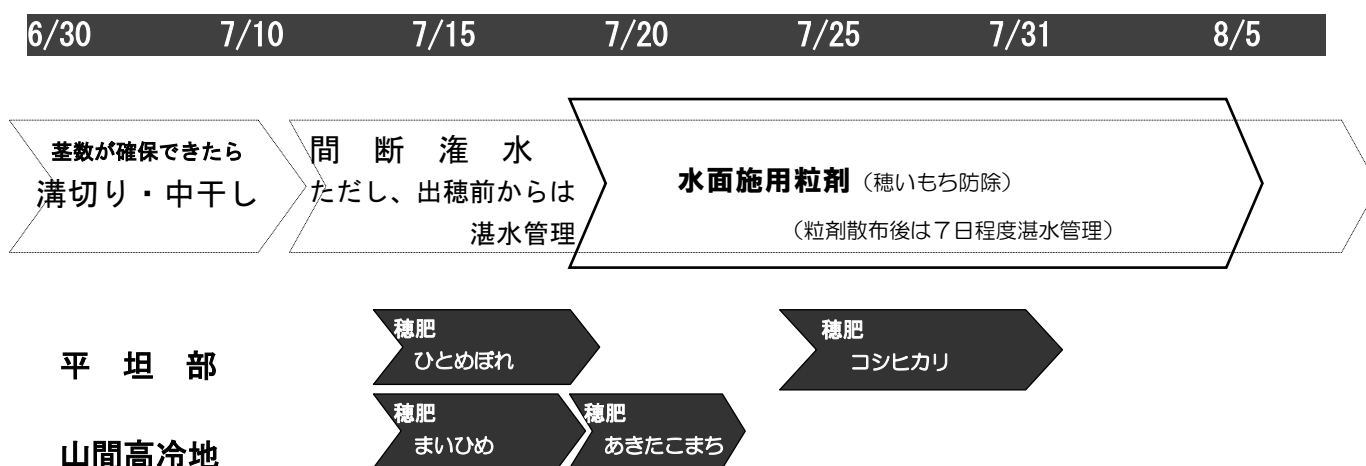 6/30 7/10 7/15 7/20 7/25 7/31 8/5
茎数が確保できたら
溝切り・中干し
間断灌水
ただし、出穂前からは
湛水管理
水面施用粒剤（穂いもち防除）
（粒剤散布後は７日程度湛水管理）
平坦部
穂肥
ひとめぼれ
穂肥
コシヒカリ
山間高冷地
穂肥
まいひめ
穂肥
あきたこまち